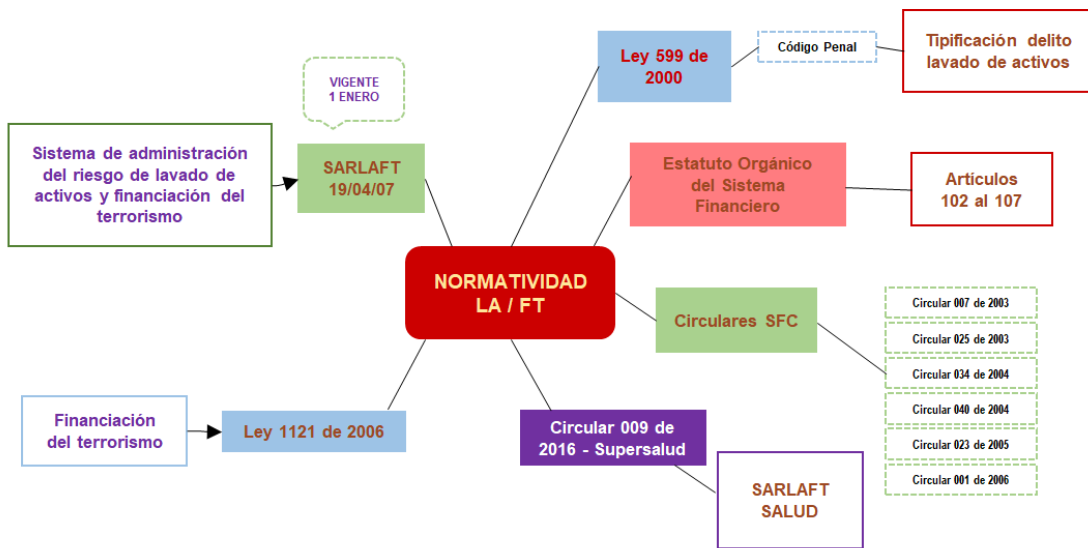 Ley 599 de
2000
Código Penal
Tipificación delito
lavado de activos
VIGENTE
1 ENERO
Sistema de administración
del riesgo de lavado de
activos y financiación del
terrorismo
SARLAFT
19/04/07
Estatuto Orgánico
del Sistema
Financiero
Artículos
102 al 107
NORMATIVIDAD
LA / FT
Circulares SFC
Circular 007 de 2003
Circular 025 de 2003
Circular 034 de 2004
Circular 040 de 2004
Circular 023 de 2005
Circular 001 de 2006
Financiación
del terrorismo
Ley 1121 de 2006
Circular 009 de
2016 - Supersalud
SARLAFT
SALUD